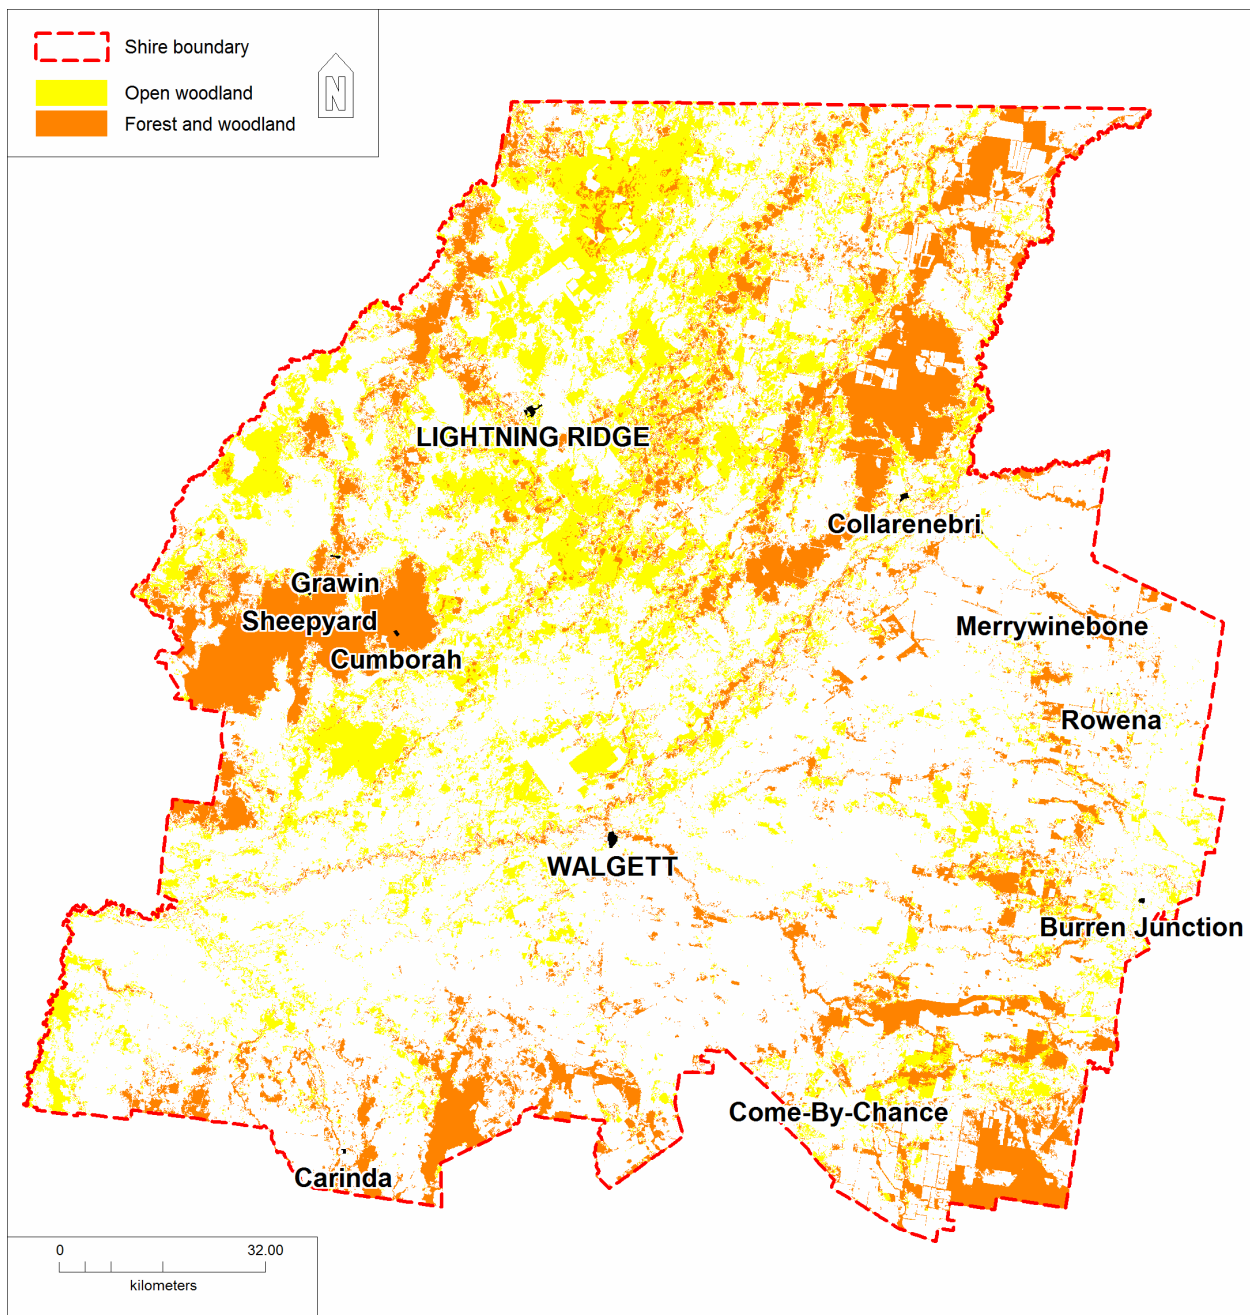 Shire boundary
Open woodland
Forest and woodland
N
LIGHTNING RIDGE
Collarenebri
Grawin
Sheepyard
Merrywinebone
Cumborah
Rowena
WALGETT
Burren Junction
Come-By-Chance
Carinda
0 32.00
kilometers